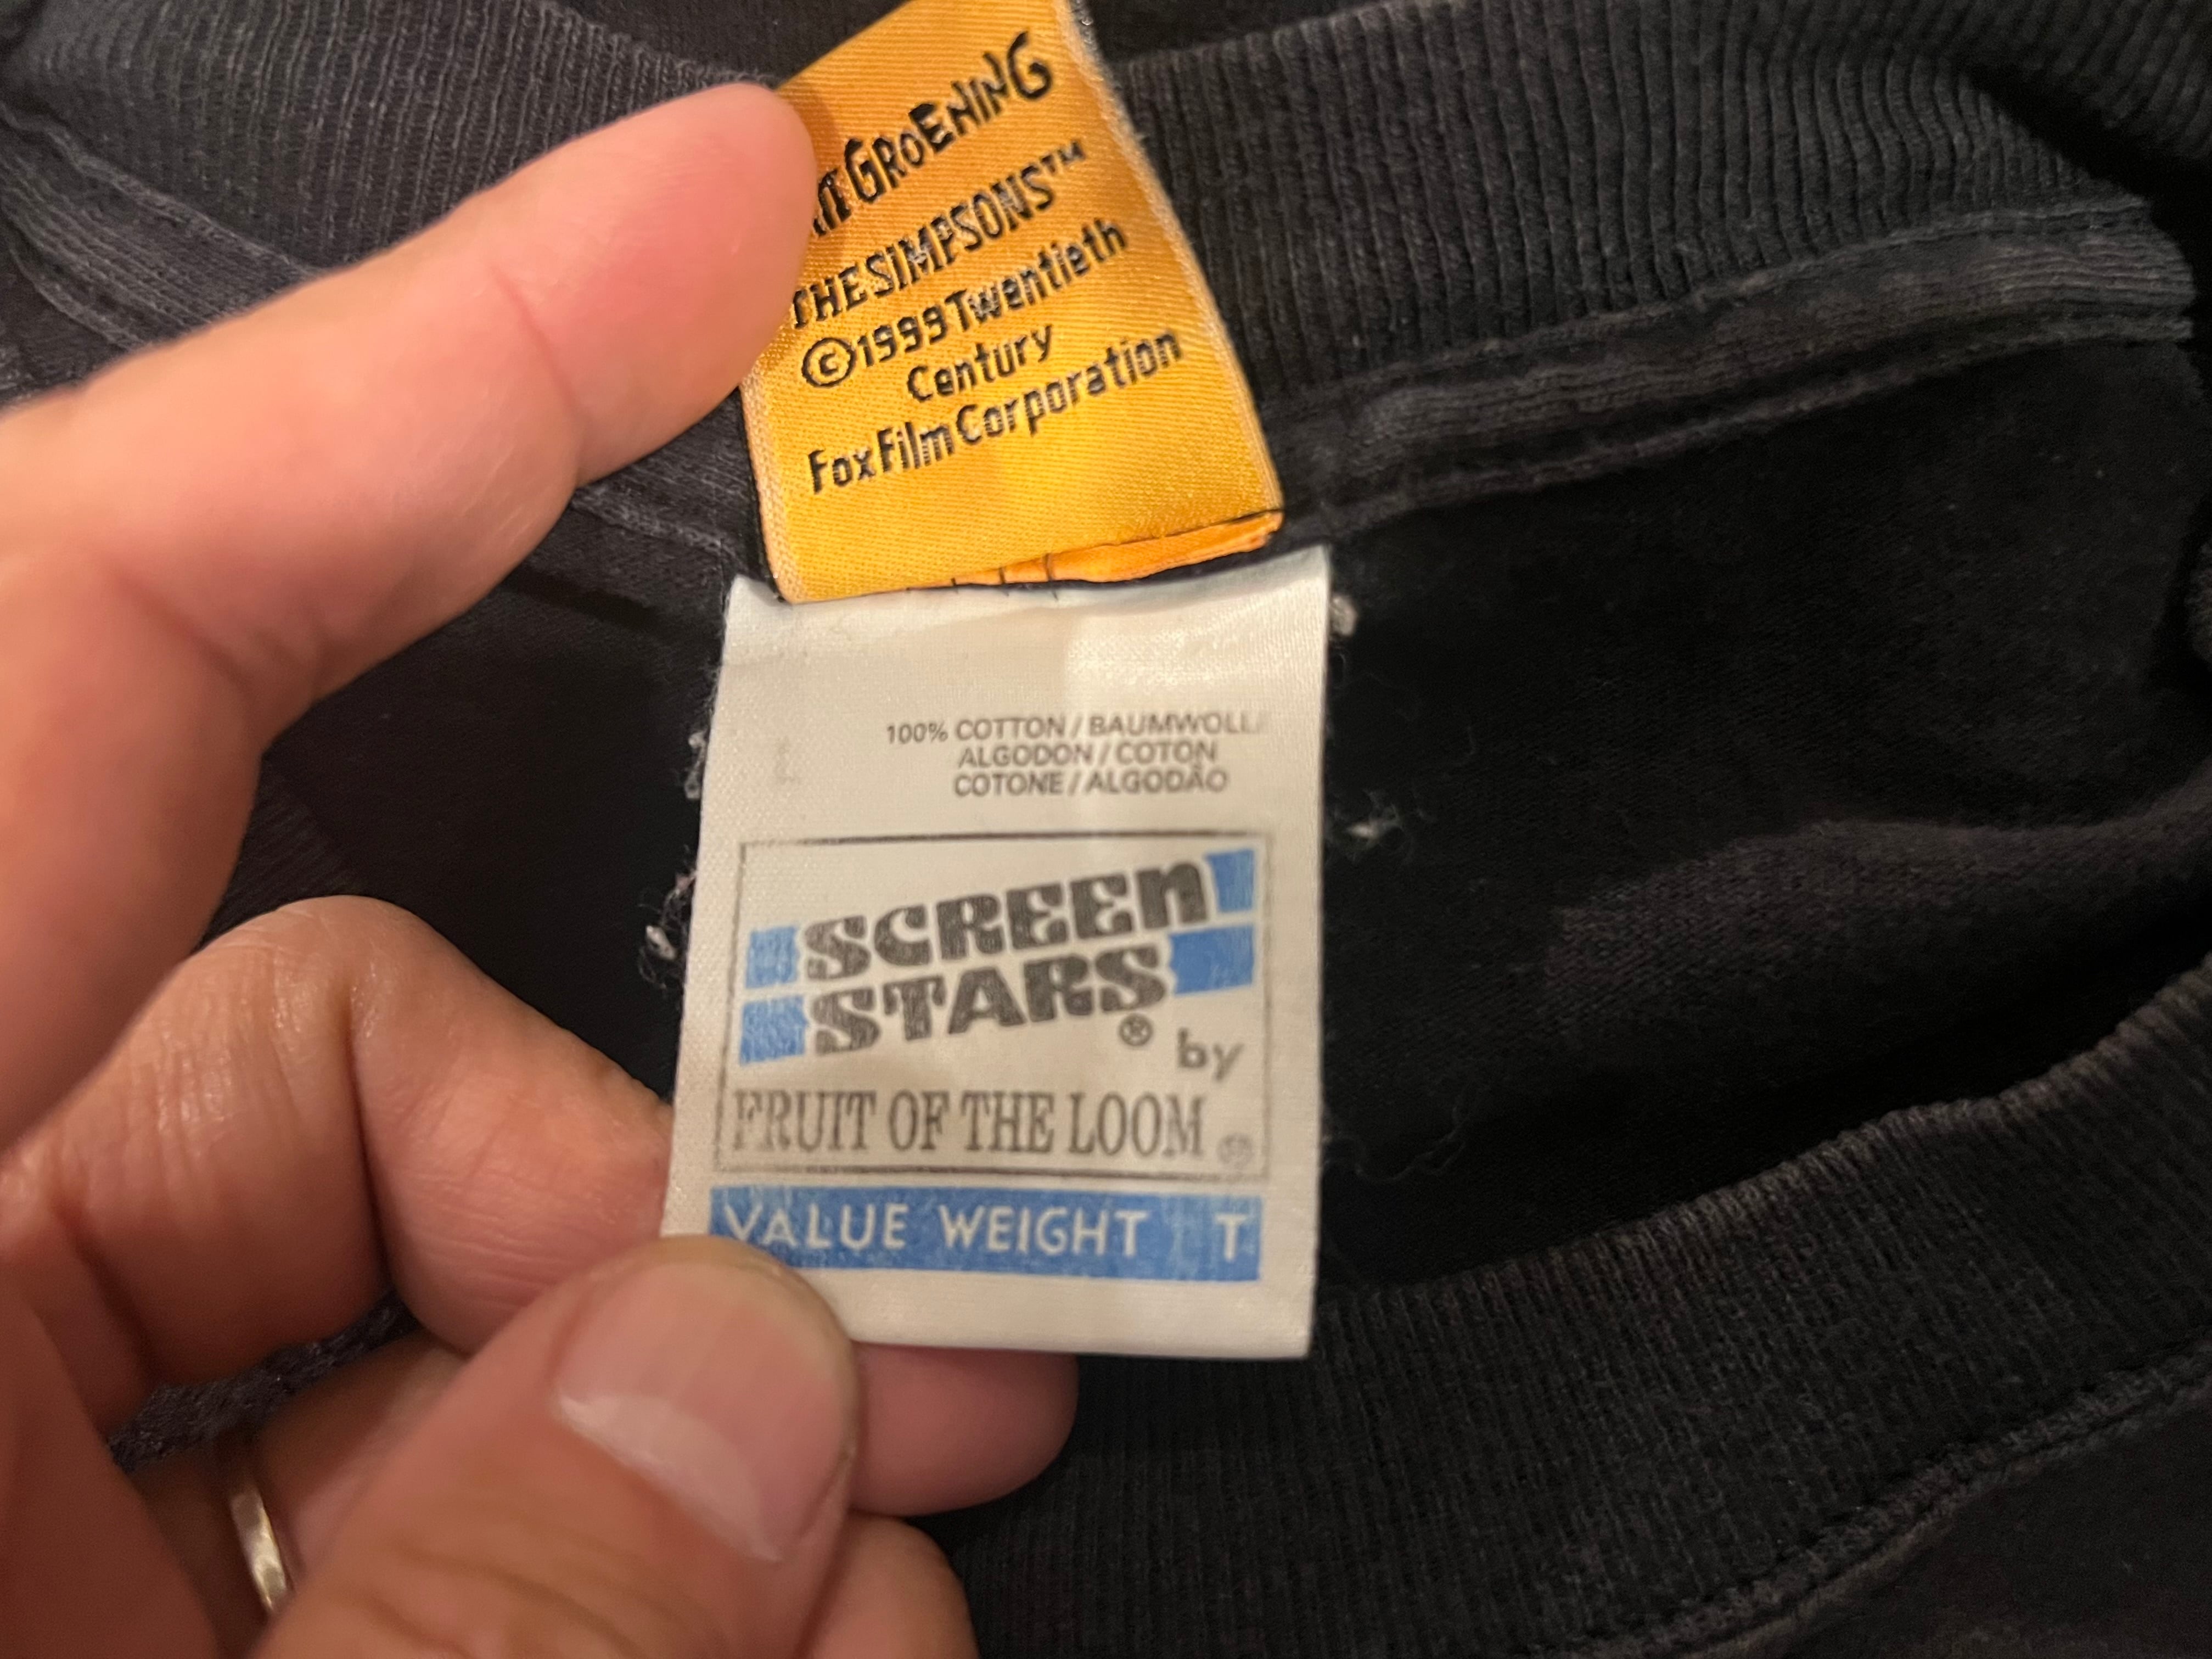 GROENING
THE SIMPSONS™
©1999 Twentieth
Century
Fox Film Corporation
100% COTTON / BAUMWOLL
ALGODON / COTON
COTONE / ALGODÃO
L
SCREEN
STARS® by
FRUIT OF THE LOOM ®
VALUE WEIGHT T